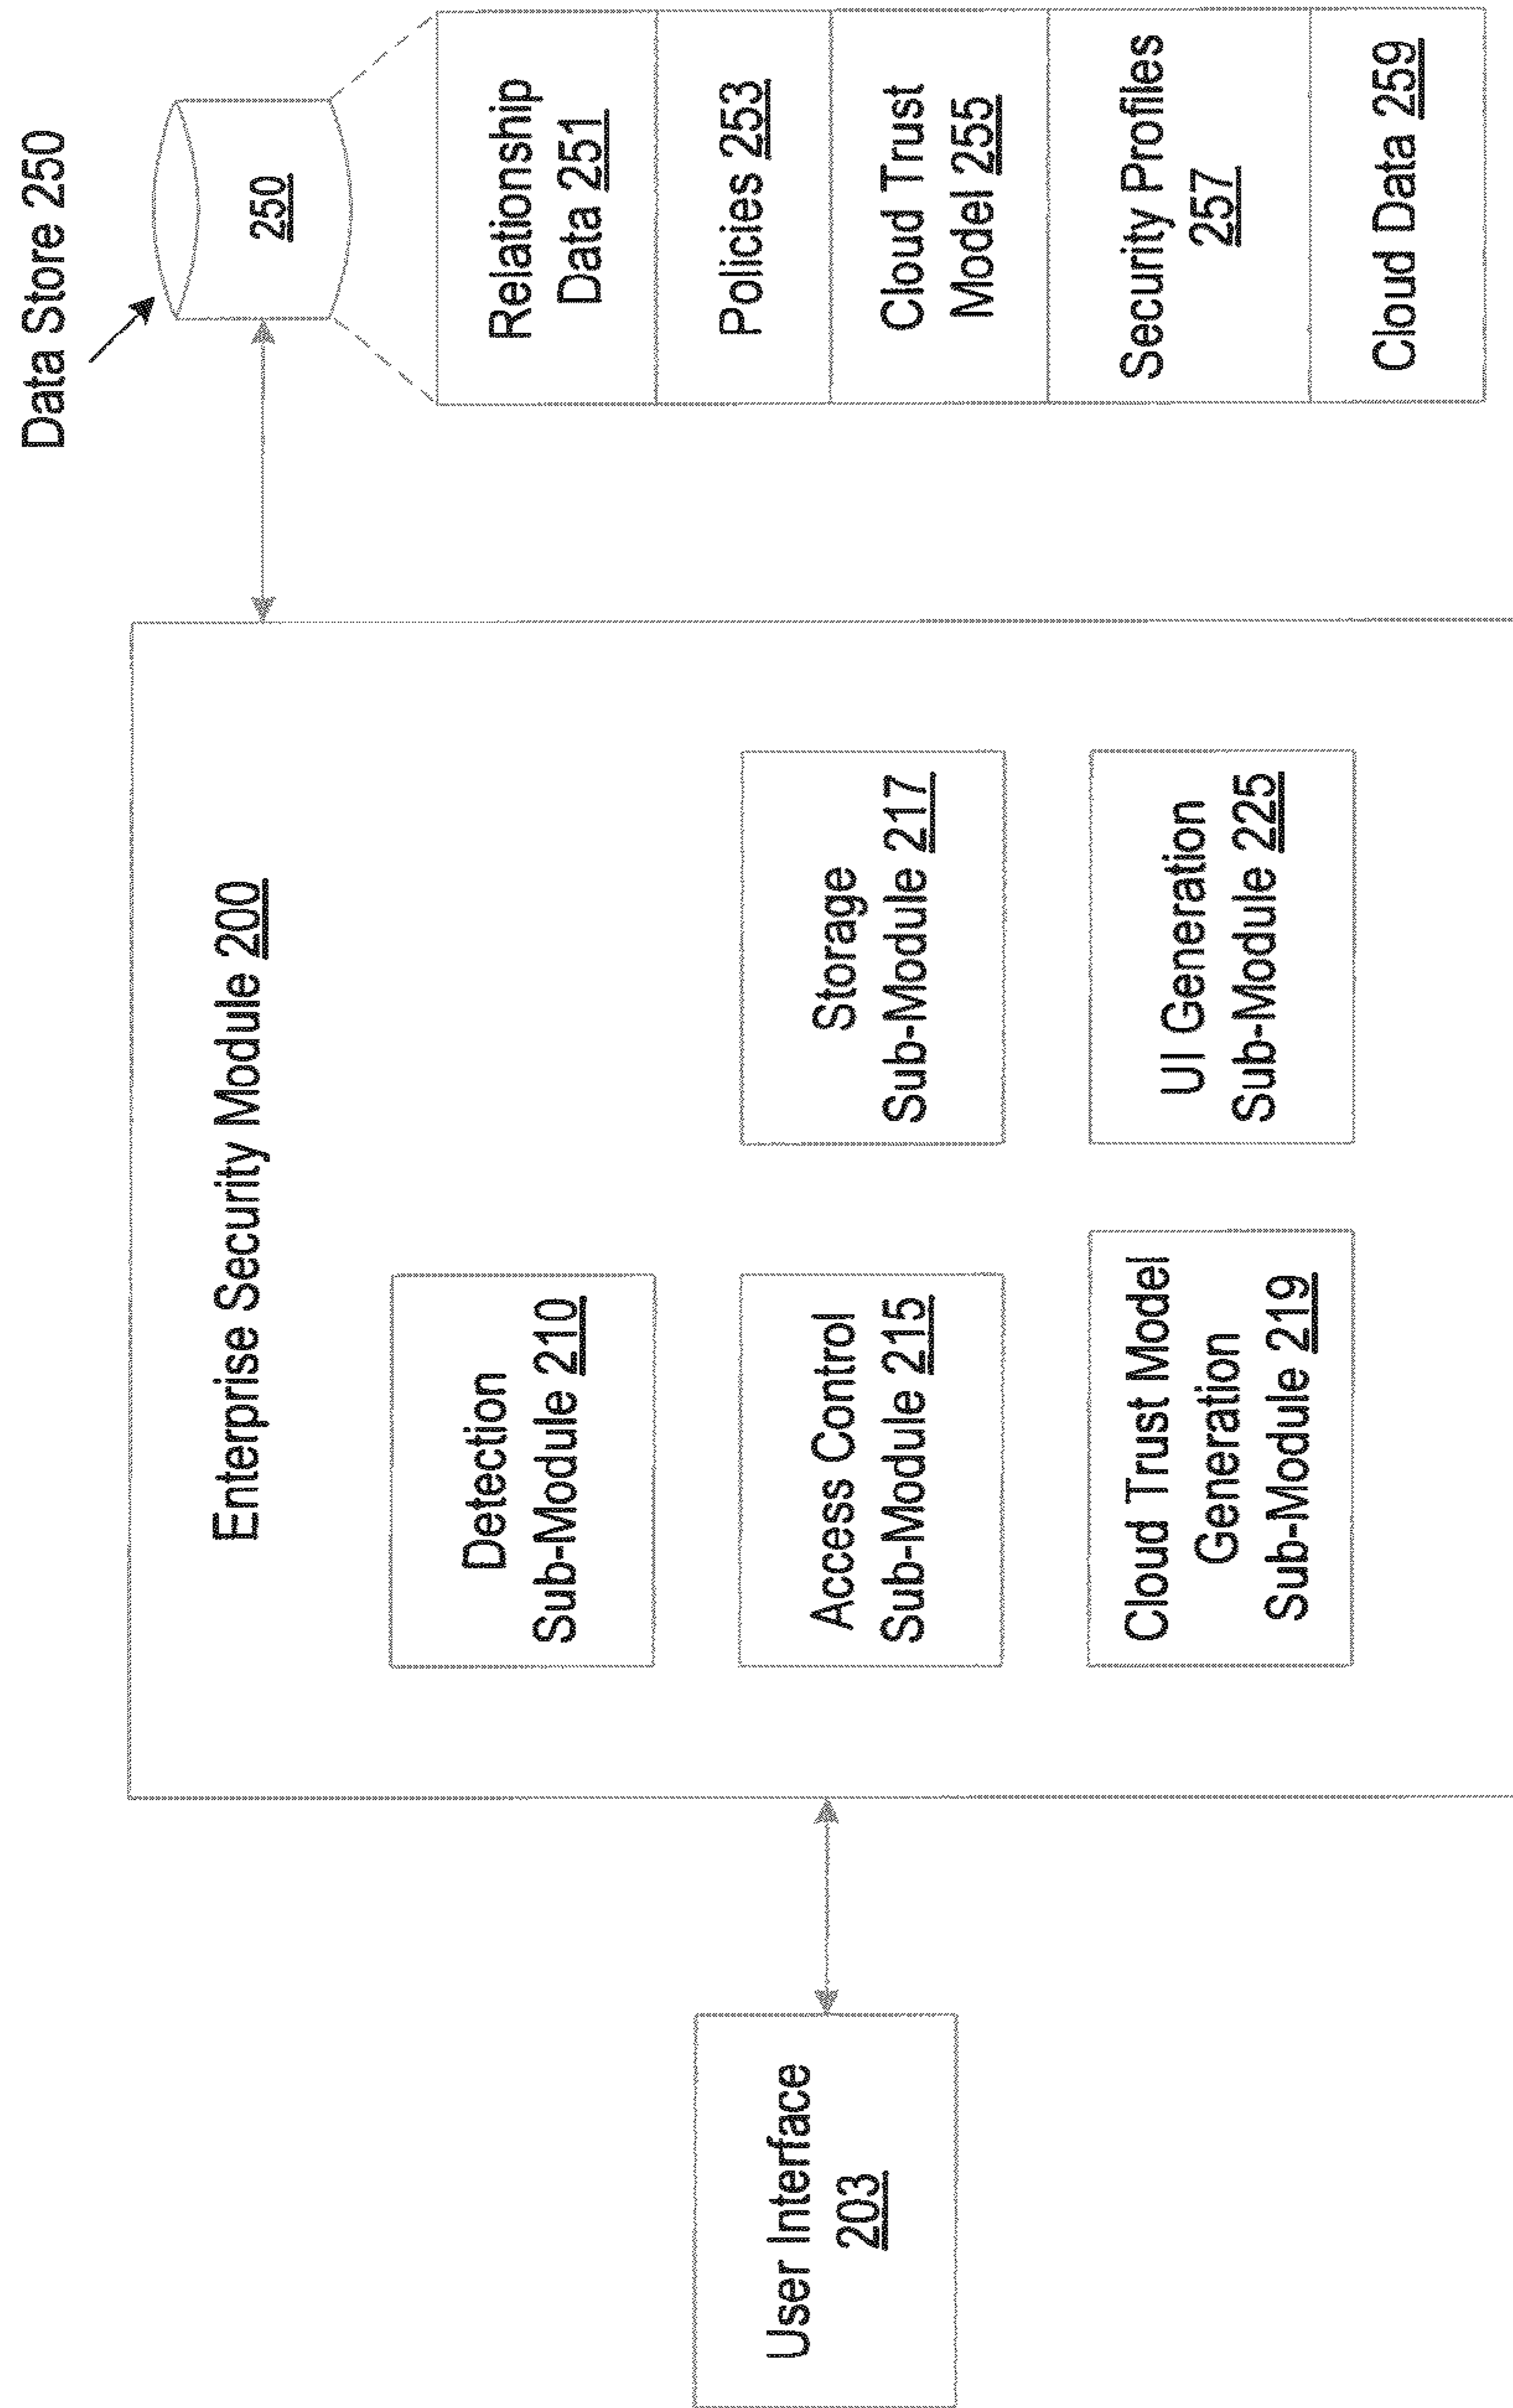 Data Store 250
250
Enterprise Security Module 200
Relationship
Data 251
Detection
Sub-Module 210
Policies 253
User Interface
203
Access Control
Sub-Module 215
Storage
Sub-Module 217
Cloud Trust
Model 255
Cloud Trust Model
Generation
Sub-Module 219
UI Generation
Sub-Module 225
Security Profiles
257
Cloud Data 259